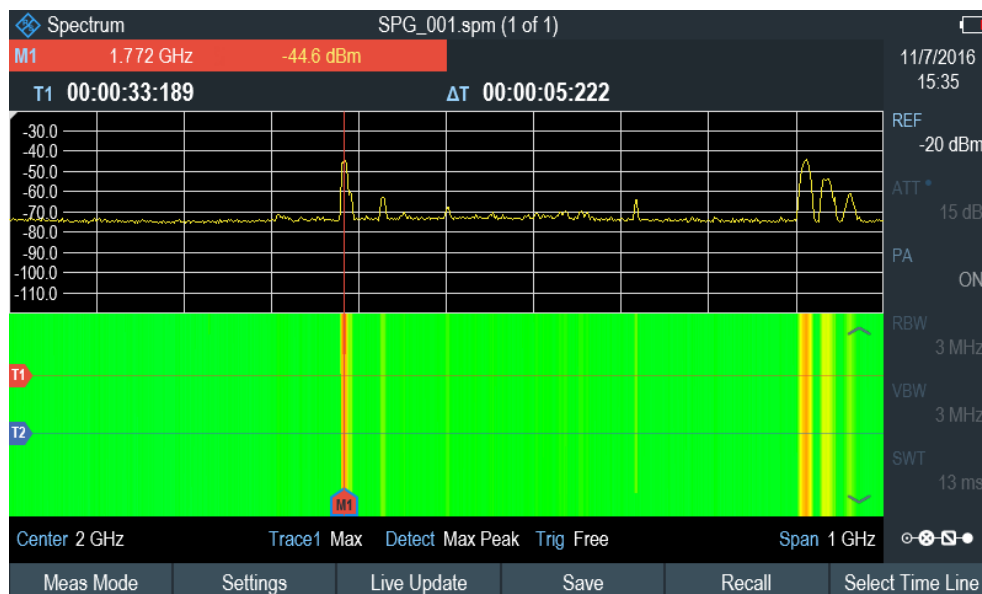 Spectrum SPG_001.spm (1 of 1)
M1 1.772 GHz -44.6 dBm
T1 00:00:33:189 ΔT 00:00:05:222
11/7/2016
15:35
-30.0
-40.0
-50.0
-60.0
-70.0
-80.0
-90.0
-100.0
-110.0
REF
-20 dBm
ATT
15 dB
PA
ON
RBW
3 MHz
VBW
3 MHz
SWT
13 ms
T1
T2
M1
Center 2 GHz Trace1 Max Detect Max Peak Trig Free Span 1 GHz
Meas Mode Settings Live Update Save Recall Select Time Line